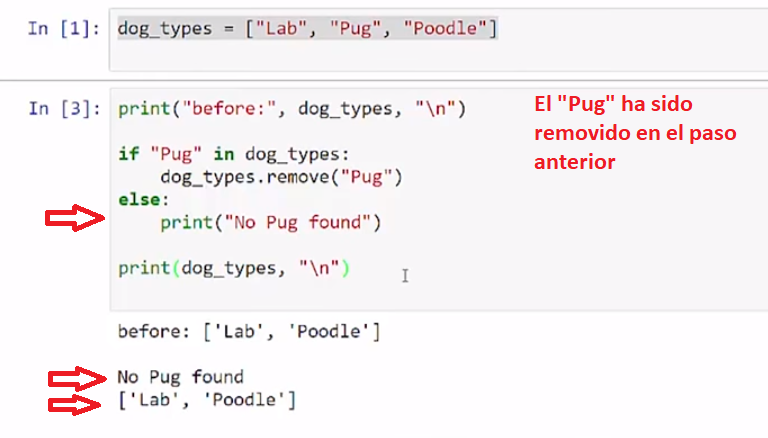 In [1]: dog_types = ["Lab", "Pug", "Poodle"]
In [3]: print("before:", dog_types, "\n")
El "Pug" ha sido
removido en el paso
anterior
if "Pug" in dog_types:
    dog_types.remove("Pug")
else:
    print("No Pug found")
print(dog_types, "\n")
before: ['Lab', 'Poodle']
No Pug found
['Lab', 'Poodle']